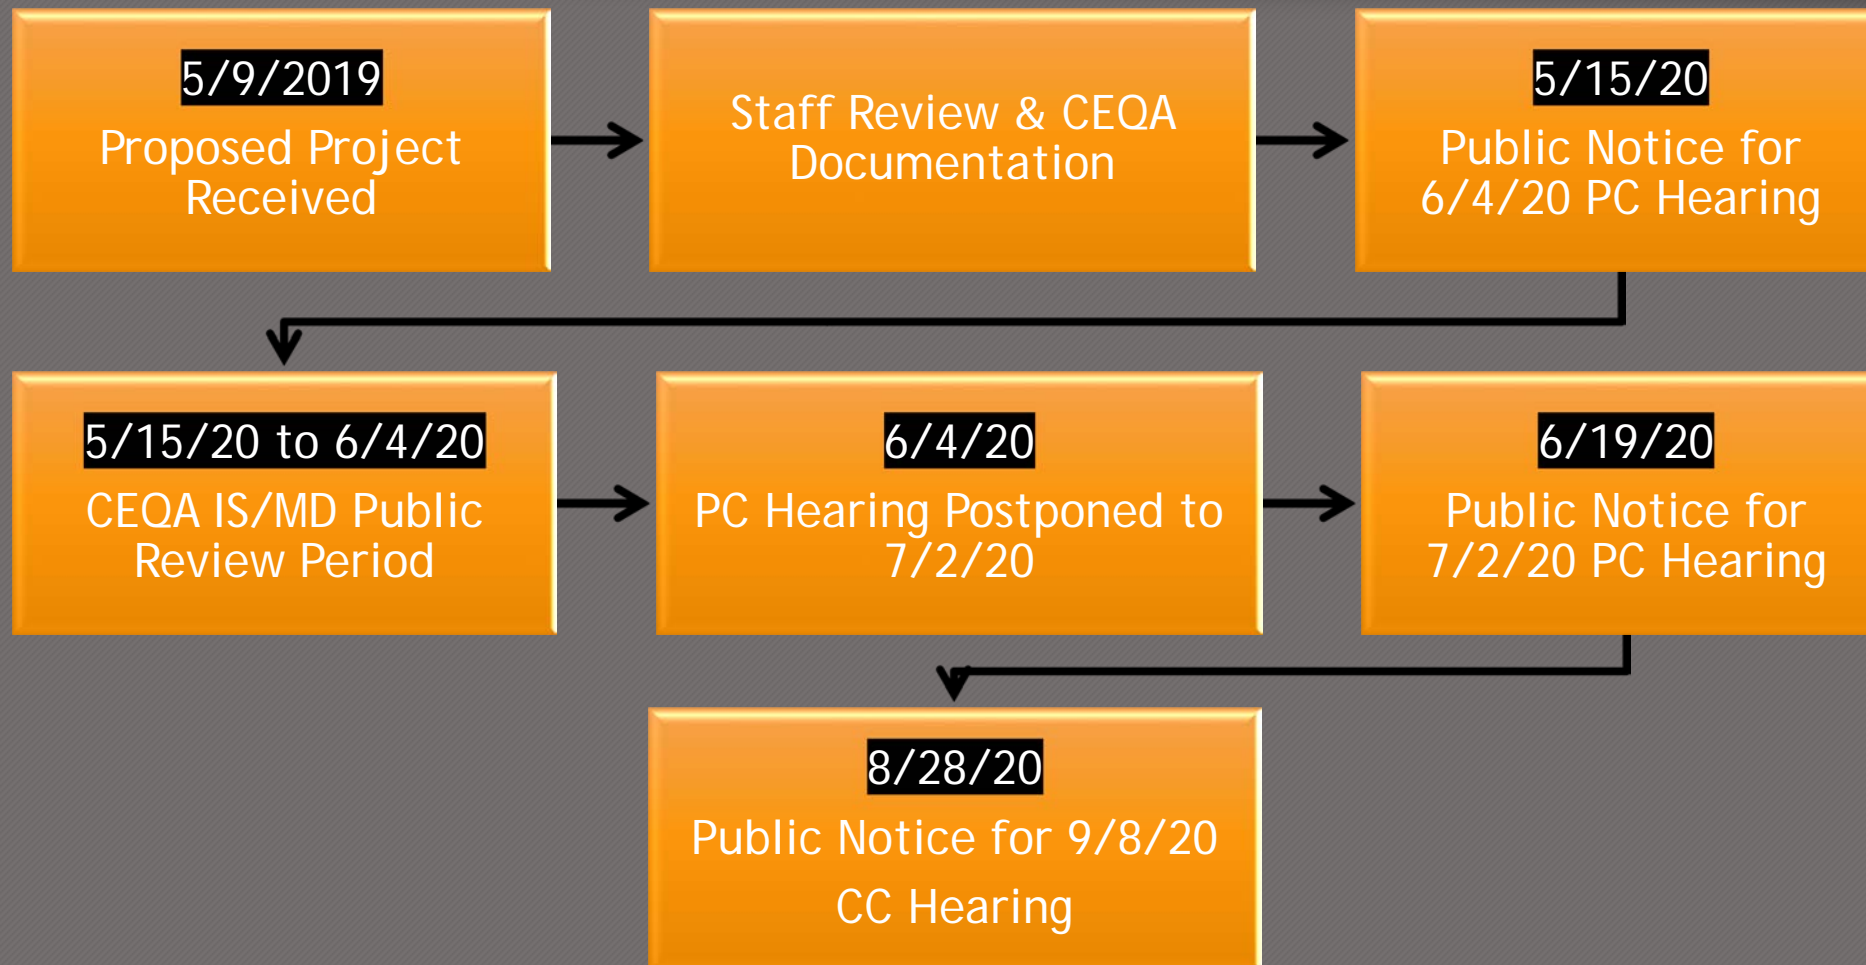 5/9/2019
Proposed Project
Received
Staff Review & CEQA
Documentation
5/15/20
Public Notice for
6/4/20 PC Hearing
5/15/20 to 6/4/20
CEQA IS/MD Public
Review Period
6/4/20
PC Hearing Postponed to
7/2/20
6/19/20
Public Notice for
7/2/20 PC Hearing
8/28/20
Public Notice for 9/8/20
CC Hearing